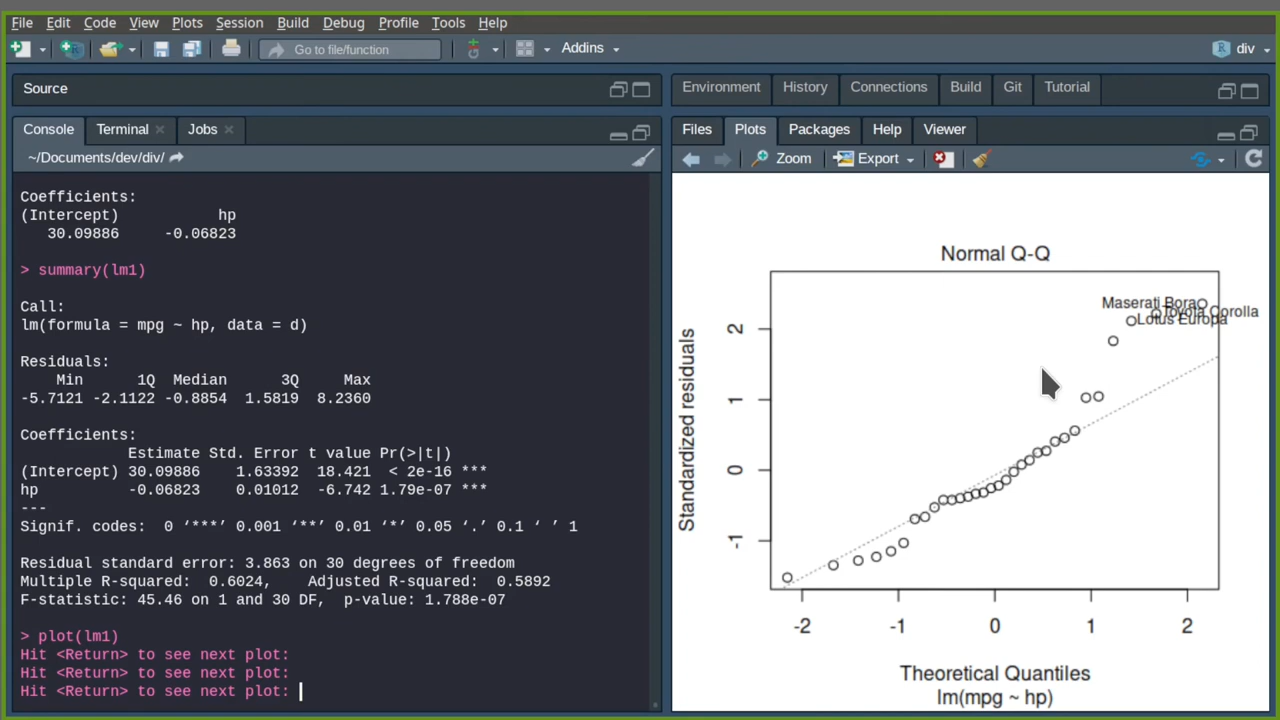 File Edit Code View Plots Session Build Debug Profile Tools Help
Go to file/function Addins div
Source
Console Terminal Jobs
~/Documents/dev/div/
Coefficients:
(Intercept) hp
30.09886 -0.06823
> summary(lm1)
Call:
lm(formula = mpg ~ hp, data = d)
Residuals:
Min 1Q Median 3Q Max
-5.7121 -2.1122 -0.8854 1.5819 8.2360
Coefficients:
Estimate Std. Error t value Pr(>|t|)
(Intercept) 30.09886 1.63392 18.421 < 2e-16 ***
hp -0.06823 0.01012 -6.742 1.79e-07 ***
---
Signif. codes: 0 ‘***’ 0.001 ‘**’ 0.01 ‘*’ 0.05 ‘.’ 0.1 ‘ ’ 1
Residual standard error: 3.863 on 30 degrees of freedom
Multiple R-squared: 0.6024, Adjusted R-squared: 0.5892
F-statistic: 45.46 on 1 and 30 DF, p-value: 1.788e-07
> plot(lm1)
Hit <Return> to see next plot:
Hit <Return> to see next plot:
Hit <Return> to see next plot:
Environment History Connections Build Git Tutorial
Files Plots Packages Help Viewer
Zoom Export
Normal Q-Q
Maserati Bora
Toyota Corolla
Lotus Europa
Standardized residuals
2
1
0
-1
-2 -1 0 1 2
Theoretical Quantiles
lm(mpg ~ hp)